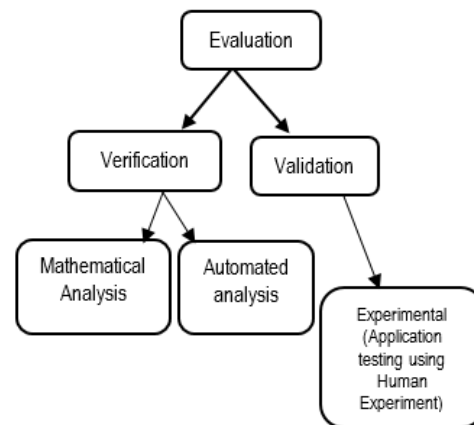 Evaluation
Verification
Validation
Mathematical
Analysis
Automated
analysis
Experimental
(Application
testing using
Human
Experiment)